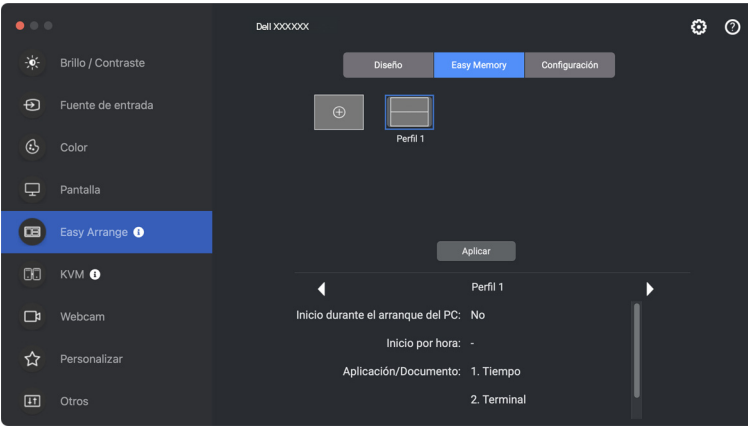 Dell XXXXXX
Brillo / Contraste
Fuente de entrada
Color
Pantalla
Easy Arrange
KVM
Webcam
Personalizar
Otros
Diseño
Easy Memory
Configuración
Perfil 1
Aplicar
Perfil 1
Inicio durante el arranque del PC: No
Inicio por hora: -
Aplicación/Documento: 1. Tiempo
2. Terminal